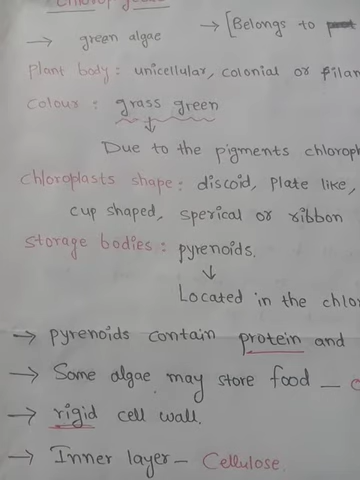 → green algae → [Belongs to
Plant body : unicellular, colonial or filam
Colour : grass green
↓
Due to the pigments chloroph
Chloroplasts shape : discoid, Plate like,
cup shaped, sperical or ribbon
Storage bodies : pyrenoids.
↓
Located in the chlo
→ pyrenoids contain protein and
→ Some algae may store food –
→ rigid cell wall.
→ Inner layer – Cellulose.